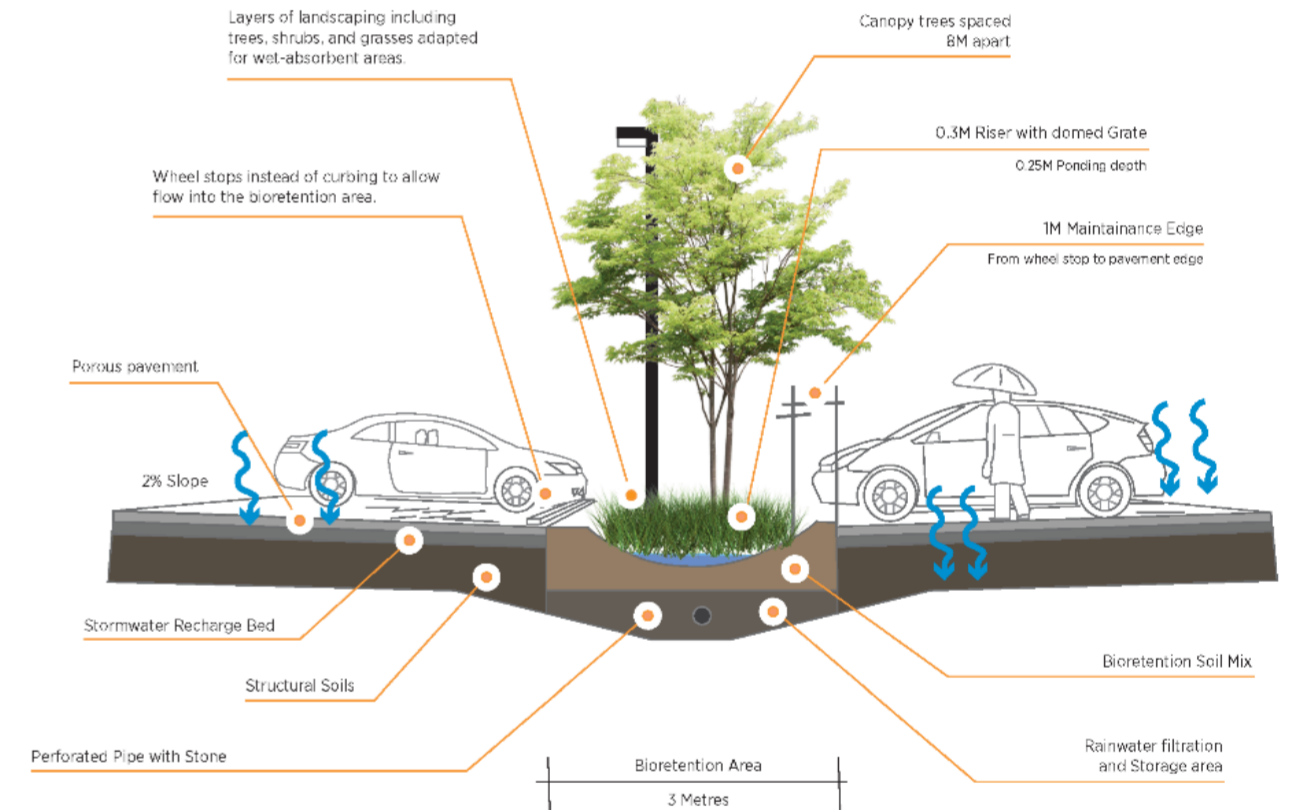 Layers of landscaping including
trees, shrubs, and grasses adapted
for wet-absorbent areas.
Canopy trees spaced
8M apart
0.3M Riser with domed Grate
0.25M Ponding depth
Wheel stops instead of curbing to allow
flow into the bioretention area.
1M Maintainance Edge
From wheel stop to pavement edge
Porous pavement
2% Slope
Stormwater Recharge Bed
Structural Soils
Bioretention Soil Mix
Perforated Pipe with Stone
Rainwater filtration
and Storage area
Bioretention Area
3 Metres